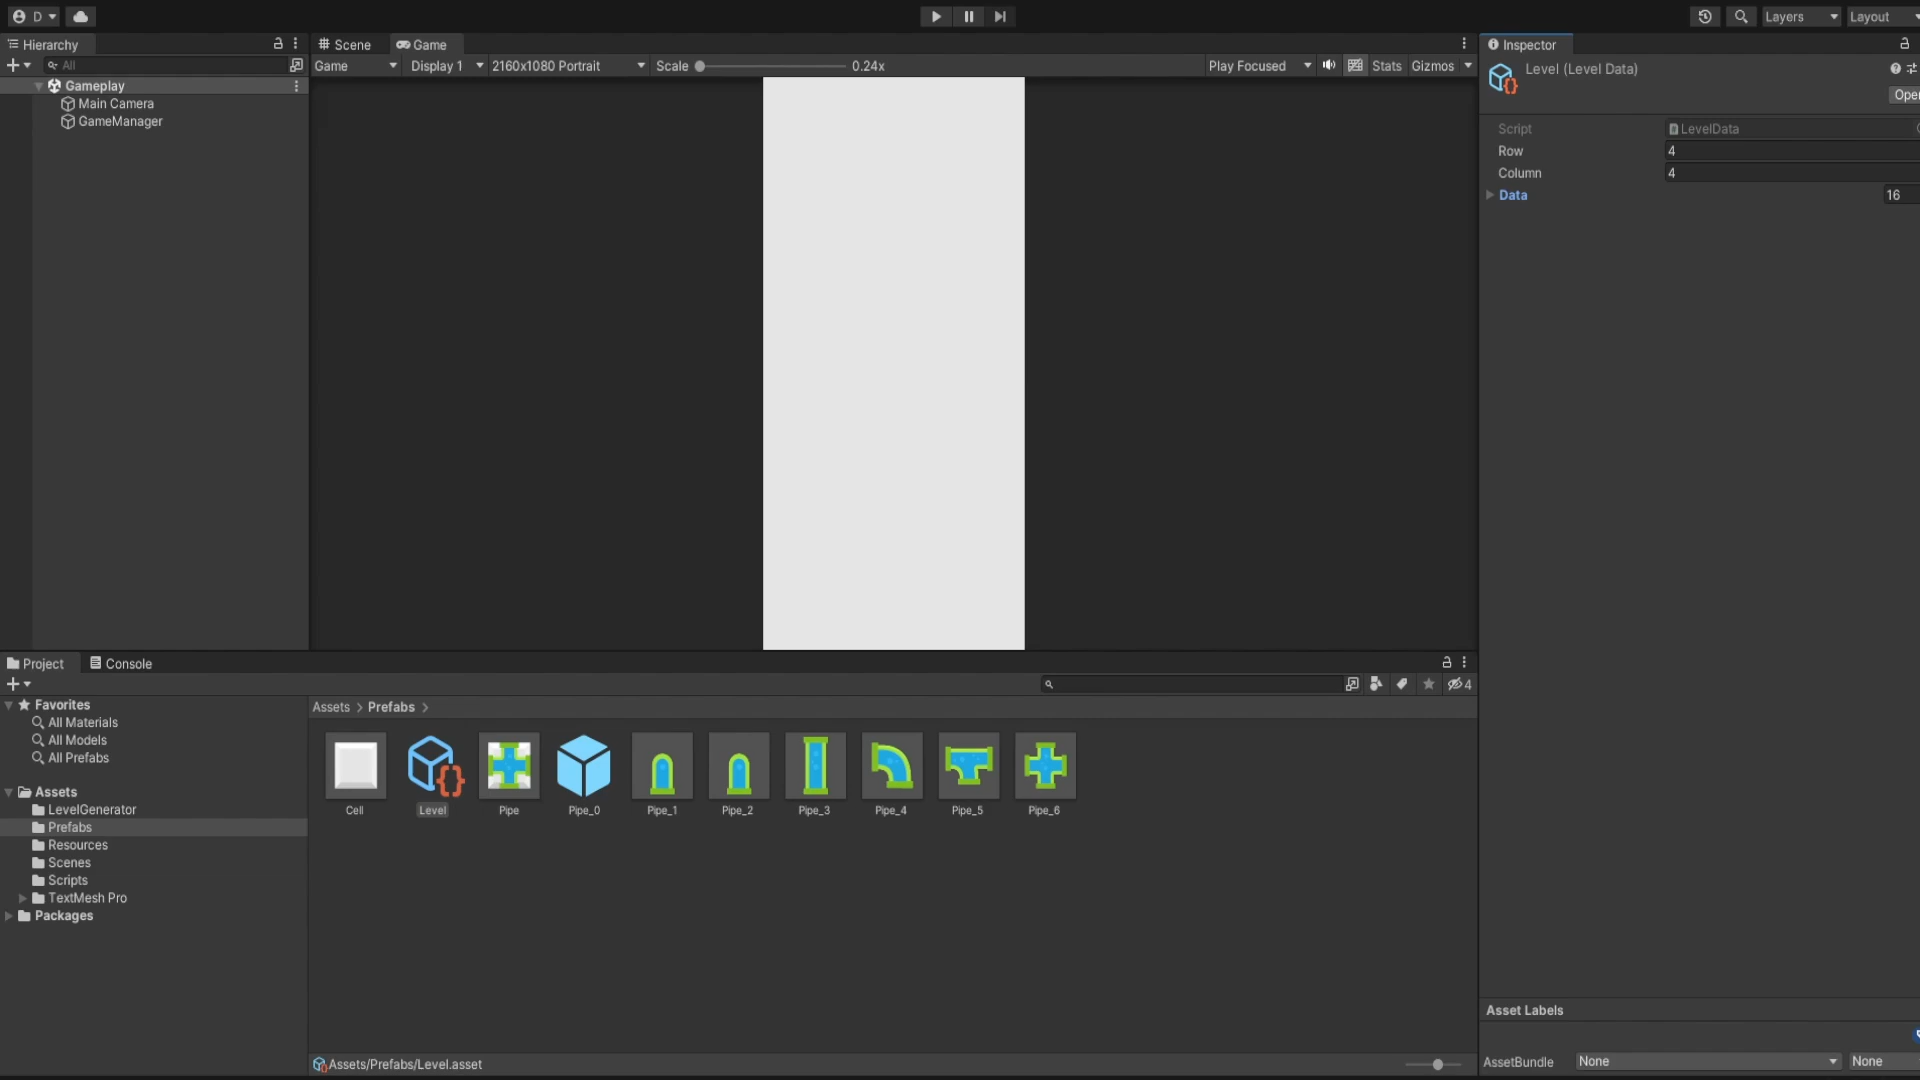 D
Layers
Layout
Hierarchy
All
Gameplay
Main Camera
GameManager
Scene
Game
Game
Display 1
2160x1080 Portrait
Scale
0.24x
Play Focused
Stats
Gizmos
Inspector
Level (Level Data)
Open
Script
LevelData
Row
4
Column
4
Data
16
Project
Console
4
Favorites
All Materials
All Models
All Prefabs
Assets
LevelGenerator
Prefabs
Resources
Scenes
Scripts
TextMesh Pro
Packages
Assets > Prefabs >
Cell
Level
Pipe
Pipe_0
Pipe_1
Pipe_2
Pipe_3
Pipe_4
Pipe_5
Pipe_6
Assets/Prefabs/Level.asset
Asset Labels
AssetBundle
None
None